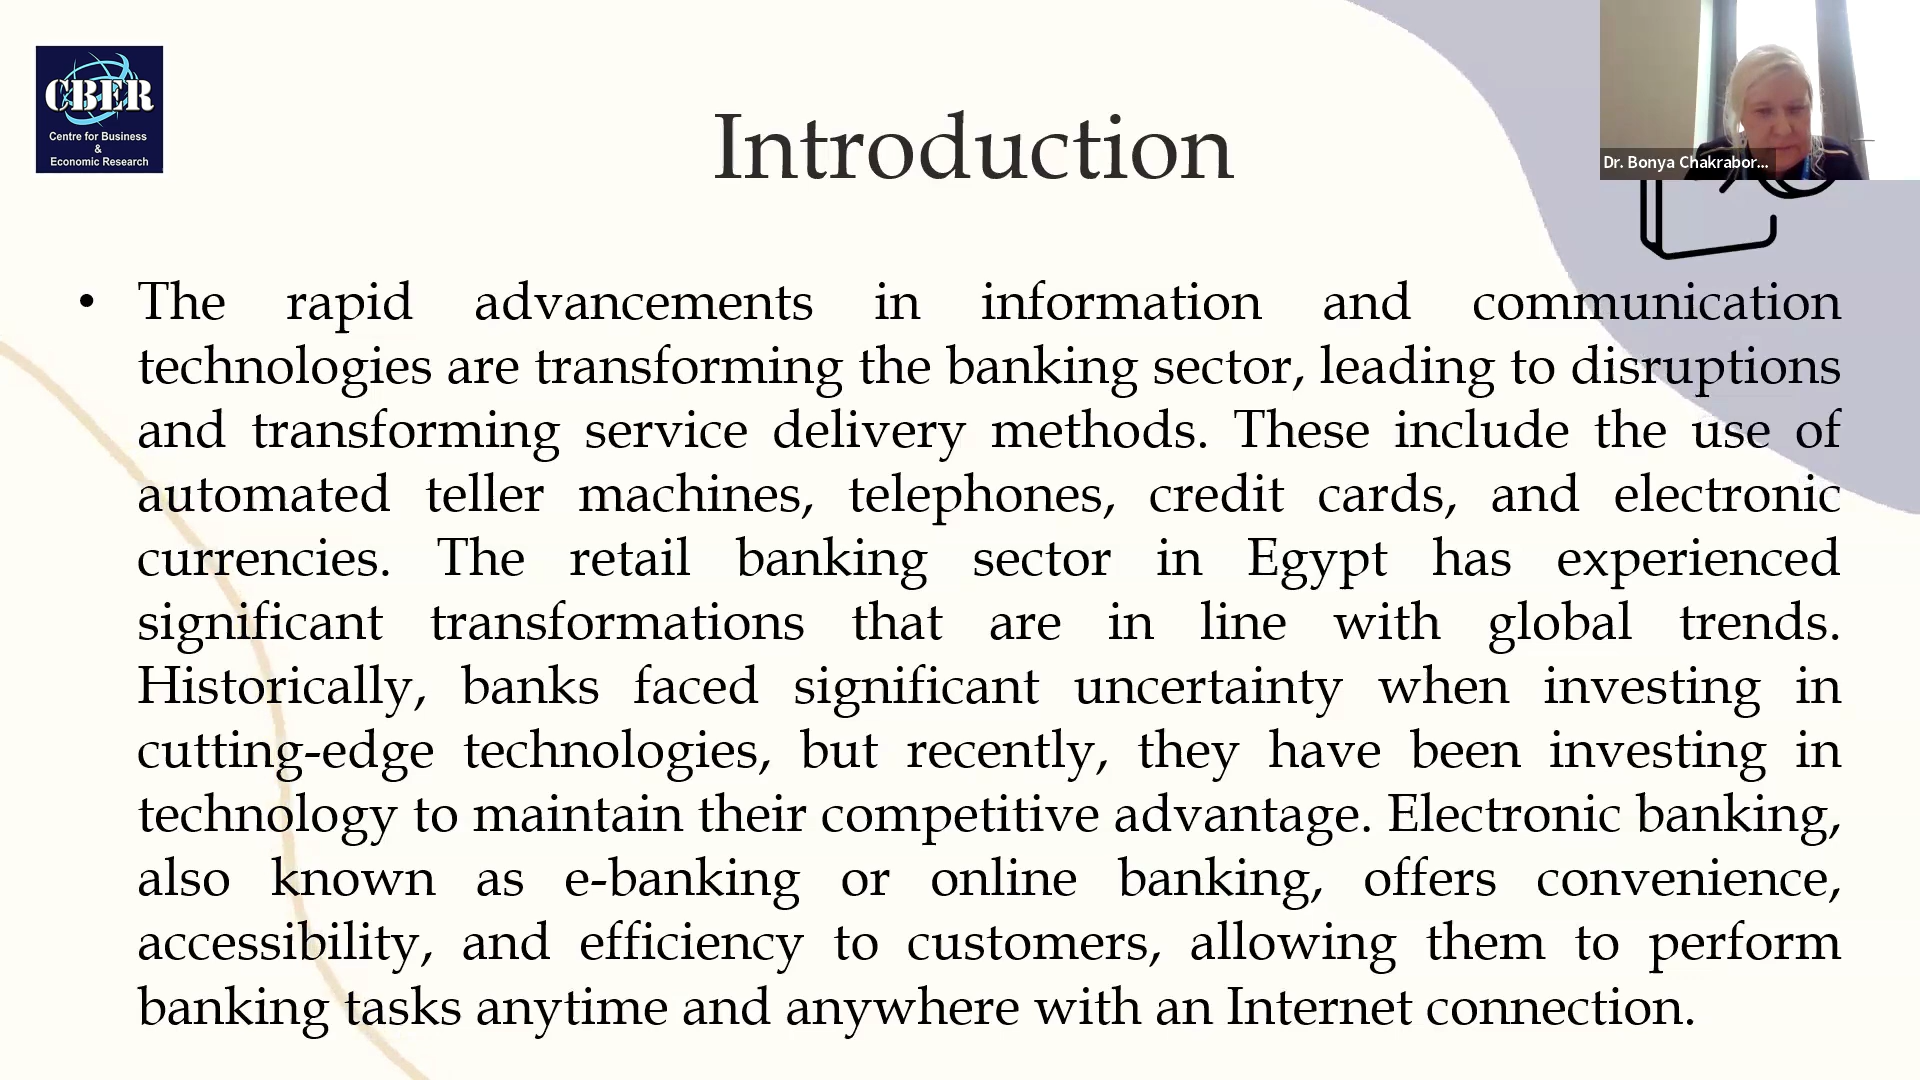 CBER
Centre for Business
&
Economic Research
Introduction
Dr. Bonya Chakrabor...
• The rapid advancements in information and communication
technologies are transforming the banking sector, leading to disruptions
and transforming service delivery methods. These include the use of
automated teller machines, telephones, credit cards, and electronic
currencies. The retail banking sector in Egypt has experienced
significant transformations that are in line with global trends.
Historically, banks faced significant uncertainty when investing in
cutting-edge technologies, but recently, they have been investing in
technology to maintain their competitive advantage. Electronic banking,
also known as e-banking or online banking, offers convenience,
accessibility, and efficiency to customers, allowing them to perform
banking tasks anytime and anywhere with an Internet connection.